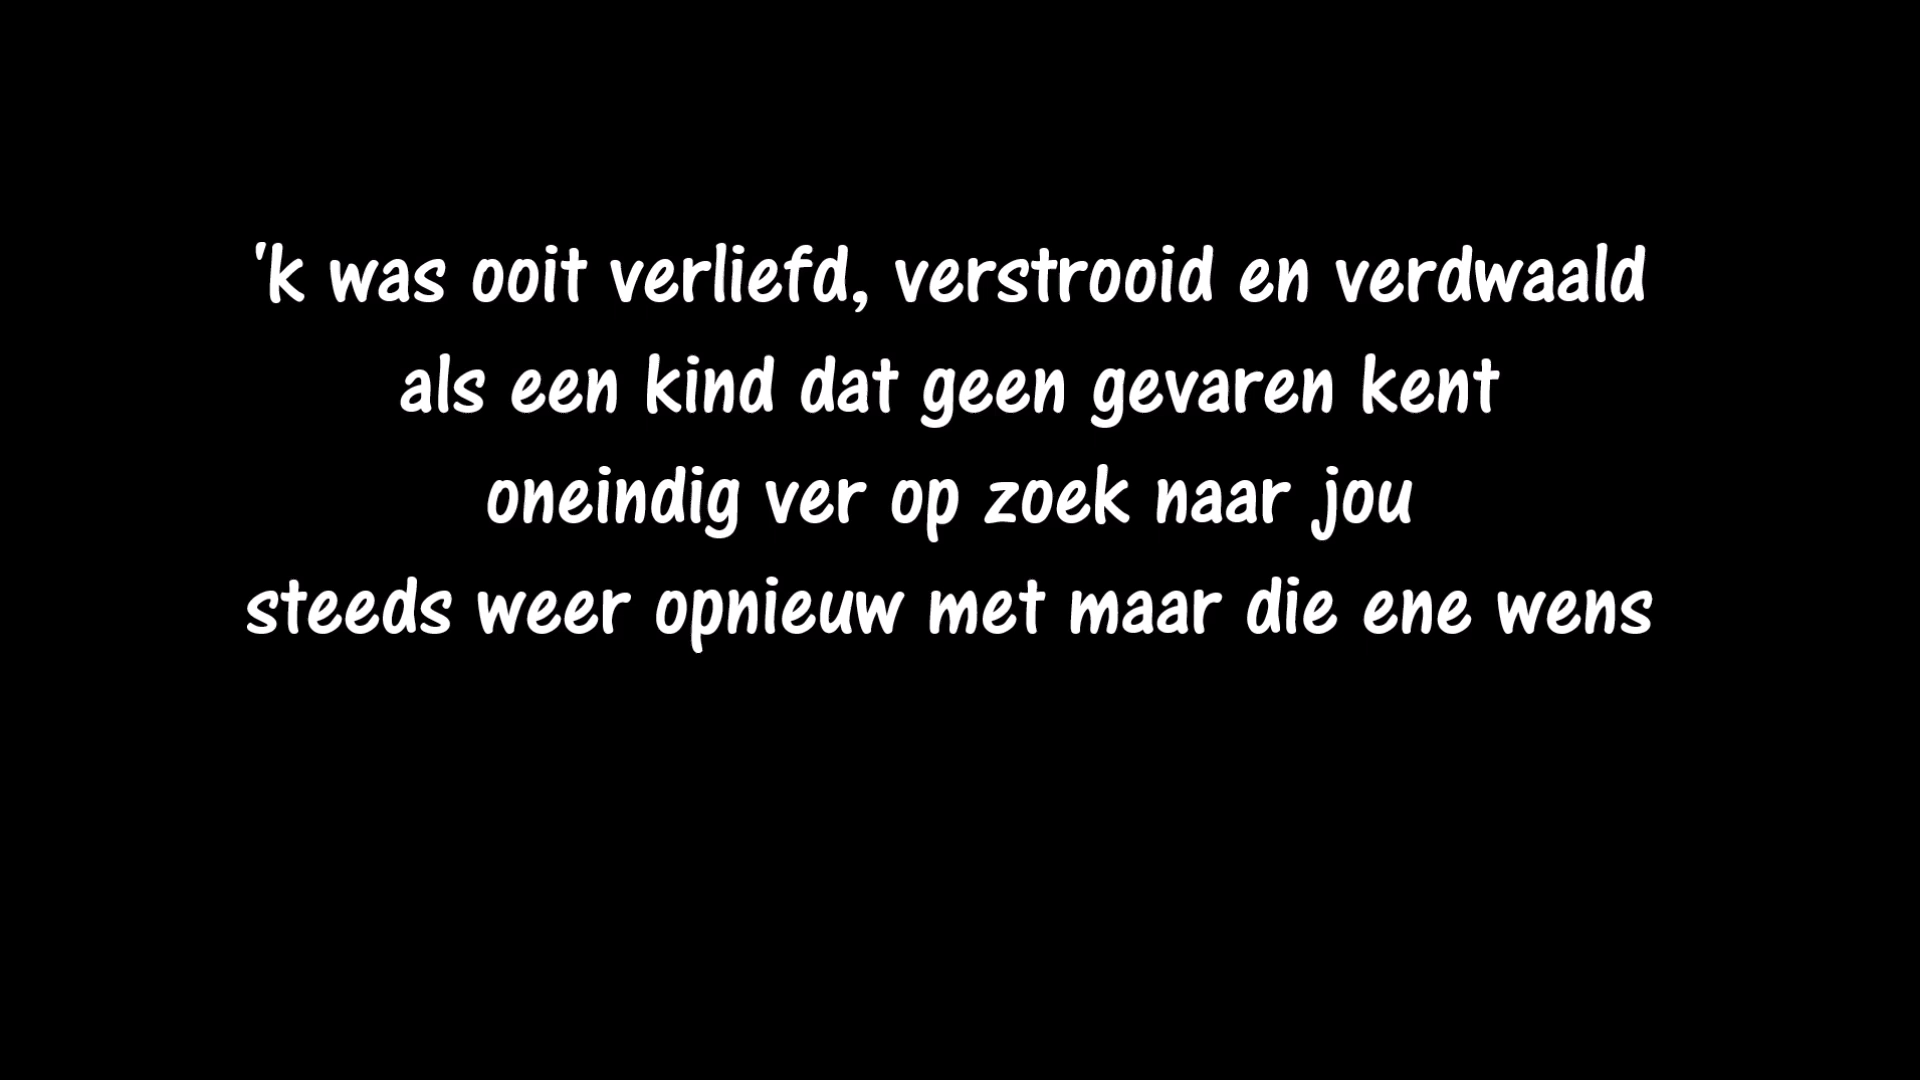 'k was ooit verliefd, verstrooid en verdwaald
als een kind dat geen gevaren kent
oneindig ver op zoek naar jou
steeds weer opnieuw met maar die ene wens